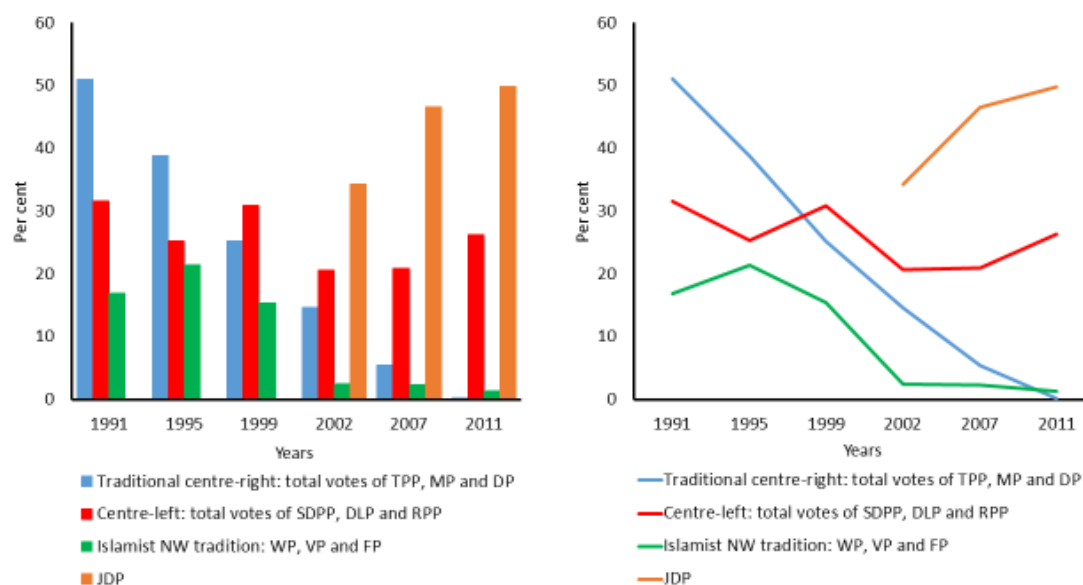 60
50
40
30
20
10
0
Per cent
1991 1995 1999 2002 2007 2011
Years
Traditional centre-right: total votes of TPP, MP and DP
Centre-left: total votes of SDPP, DLP and RPP
Islamist NW tradition: WP, VP and FP
JDP
60
50
40
30
20
10
0
Per cent
1991 1995 1999 2002 2007 2011
Years
Traditional centre-right: total votes of TPP, MP and DP
Centre-left: total votes of SDPP, DLP and RPP
Islamist NW tradition: WP, VP and FP
JDP